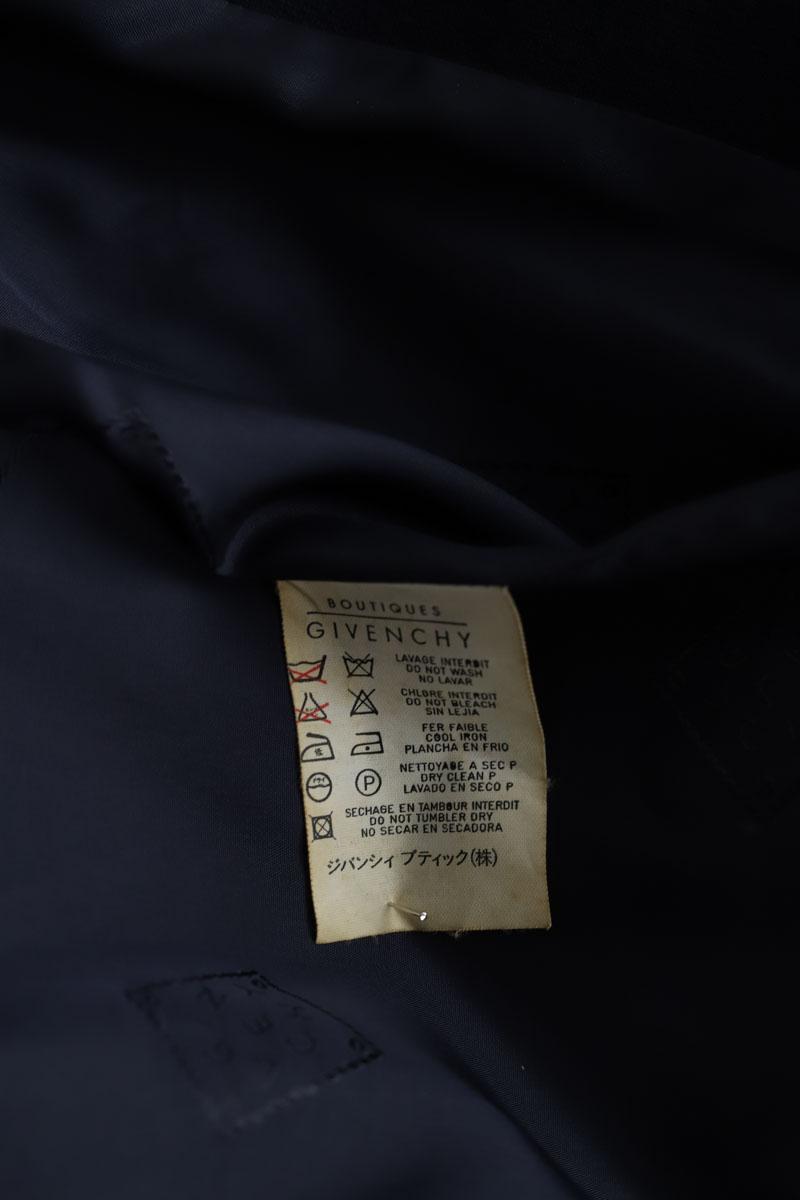 BOUTIQUES
GIVENCHY
LAVAGE INTERDIT
DO NOT WASH
NO LAVAR
CHLORE INTERDIT
DO NOT BLEACH
SIN LEJIA
FER FAIBLE
COOL IRON
PLANCHA EN FRIO
NETTOYAGE A SEC P
DRY CLEAN P
LAVADO EN SECO P
P
SECHAGE EN TAMBOUR INTERDIT
DO NOT TUMBLER DRY
NO SECAR EN SECADORA
ジバンシィ ブティック(株)